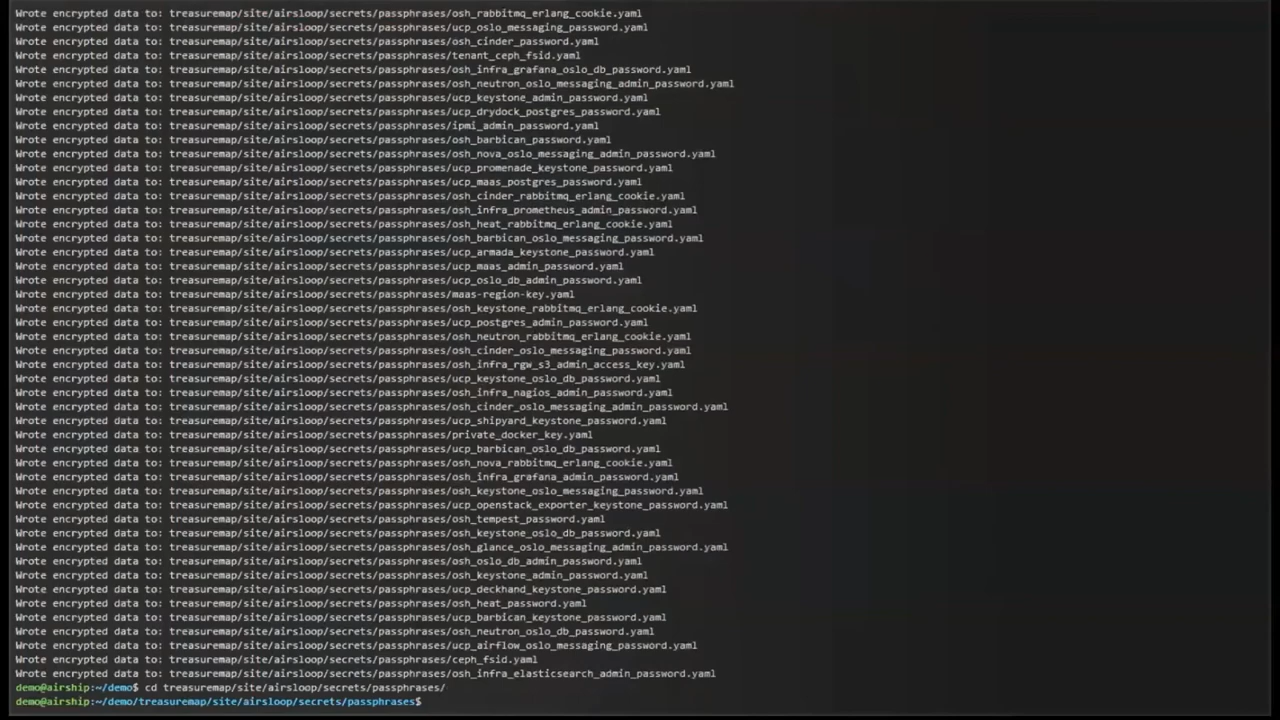 Wrote encrypted data to: treasuremap/site/airsloop/secrets/passphrases/osh_rabbitmq_erlang_cookie.yaml
Wrote encrypted data to: treasuremap/site/airsloop/secrets/passphrases/ucp_oslo_messaging_password.yaml
Wrote encrypted data to: treasuremap/site/airsloop/secrets/passphrases/osh_cinder_password.yaml
Wrote encrypted data to: treasuremap/site/airsloop/secrets/passphrases/tenant_ceph_fsid.yaml
Wrote encrypted data to: treasuremap/site/airsloop/secrets/passphrases/osh_infra_grafana_oslo_db_password.yaml
Wrote encrypted data to: treasuremap/site/airsloop/secrets/passphrases/osh_neutron_oslo_messaging_admin_password.yaml
Wrote encrypted data to: treasuremap/site/airsloop/secrets/passphrases/ucp_keystone_admin_password.yaml
Wrote encrypted data to: treasuremap/site/airsloop/secrets/passphrases/ucp_drydock_postgres_password.yaml
Wrote encrypted data to: treasuremap/site/airsloop/secrets/passphrases/ipmi_admin_password.yaml
Wrote encrypted data to: treasuremap/site/airsloop/secrets/passphrases/osh_barbican_password.yaml
Wrote encrypted data to: treasuremap/site/airsloop/secrets/passphrases/osh_nova_oslo_messaging_admin_password.yaml
Wrote encrypted data to: treasuremap/site/airsloop/secrets/passphrases/ucp_promenade_keystone_password.yaml
Wrote encrypted data to: treasuremap/site/airsloop/secrets/passphrases/ucp_maas_postgres_password.yaml
Wrote encrypted data to: treasuremap/site/airsloop/secrets/passphrases/osh_cinder_rabbitmq_erlang_cookie.yaml
Wrote encrypted data to: treasuremap/site/airsloop/secrets/passphrases/osh_infra_prometheus_admin_password.yaml
Wrote encrypted data to: treasuremap/site/airsloop/secrets/passphrases/osh_heat_rabbitmq_erlang_cookie.yaml
Wrote encrypted data to: treasuremap/site/airsloop/secrets/passphrases/osh_barbican_oslo_messaging_password.yaml
Wrote encrypted data to: treasuremap/site/airsloop/secrets/passphrases/ucp_armada_keystone_password.yaml
Wrote encrypted data to: treasuremap/site/airsloop/secrets/passphrases/ucp_maas_admin_password.yaml
Wrote encrypted data to: treasuremap/site/airsloop/secrets/passphrases/ucp_oslo_db_admin_password.yaml
Wrote encrypted data to: treasuremap/site/airsloop/secrets/passphrases/maas-region-key.yaml
Wrote encrypted data to: treasuremap/site/airsloop/secrets/passphrases/osh_keystone_rabbitmq_erlang_cookie.yaml
Wrote encrypted data to: treasuremap/site/airsloop/secrets/passphrases/ucp_postgres_admin_password.yaml
Wrote encrypted data to: treasuremap/site/airsloop/secrets/passphrases/osh_neutron_rabbitmq_erlang_cookie.yaml
Wrote encrypted data to: treasuremap/site/airsloop/secrets/passphrases/osh_cinder_oslo_messaging_password.yaml
Wrote encrypted data to: treasuremap/site/airsloop/secrets/passphrases/osh_infra_rgw_s3_admin_access_key.yaml
Wrote encrypted data to: treasuremap/site/airsloop/secrets/passphrases/ucp_keystone_oslo_db_password.yaml
Wrote encrypted data to: treasuremap/site/airsloop/secrets/passphrases/osh_infra_nagios_admin_password.yaml
Wrote encrypted data to: treasuremap/site/airsloop/secrets/passphrases/osh_cinder_oslo_messaging_admin_password.yaml
Wrote encrypted data to: treasuremap/site/airsloop/secrets/passphrases/ucp_shipyard_keystone_password.yaml
Wrote encrypted data to: treasuremap/site/airsloop/secrets/passphrases/private_docker_key.yaml
Wrote encrypted data to: treasuremap/site/airsloop/secrets/passphrases/ucp_barbican_oslo_db_password.yaml
Wrote encrypted data to: treasuremap/site/airsloop/secrets/passphrases/osh_nova_rabbitmq_erlang_cookie.yaml
Wrote encrypted data to: treasuremap/site/airsloop/secrets/passphrases/osh_infra_grafana_admin_password.yaml
Wrote encrypted data to: treasuremap/site/airsloop/secrets/passphrases/osh_keystone_oslo_messaging_password.yaml
Wrote encrypted data to: treasuremap/site/airsloop/secrets/passphrases/ucp_openstack_exporter_keystone_password.yaml
Wrote encrypted data to: treasuremap/site/airsloop/secrets/passphrases/osh_tempest_password.yaml
Wrote encrypted data to: treasuremap/site/airsloop/secrets/passphrases/osh_keystone_oslo_db_password.yaml
Wrote encrypted data to: treasuremap/site/airsloop/secrets/passphrases/osh_glance_oslo_messaging_admin_password.yaml
Wrote encrypted data to: treasuremap/site/airsloop/secrets/passphrases/osh_oslo_db_admin_password.yaml
Wrote encrypted data to: treasuremap/site/airsloop/secrets/passphrases/osh_keystone_admin_password.yaml
Wrote encrypted data to: treasuremap/site/airsloop/secrets/passphrases/ucp_deckhand_keystone_password.yaml
Wrote encrypted data to: treasuremap/site/airsloop/secrets/passphrases/osh_heat_password.yaml
Wrote encrypted data to: treasuremap/site/airsloop/secrets/passphrases/ucp_barbican_keystone_password.yaml
Wrote encrypted data to: treasuremap/site/airsloop/secrets/passphrases/osh_neutron_oslo_db_password.yaml
Wrote encrypted data to: treasuremap/site/airsloop/secrets/passphrases/ucp_airflow_oslo_messaging_password.yaml
Wrote encrypted data to: treasuremap/site/airsloop/secrets/passphrases/ceph_fsid.yaml
Wrote encrypted data to: treasuremap/site/airsloop/secrets/passphrases/osh_infra_elasticsearch_admin_password.yaml
demo@airship:~/demo$ cd treasuremap/site/airsloop/secrets/passphrases/
demo@airship:~/demo/treasuremap/site/airsloop/secrets/passphrases$